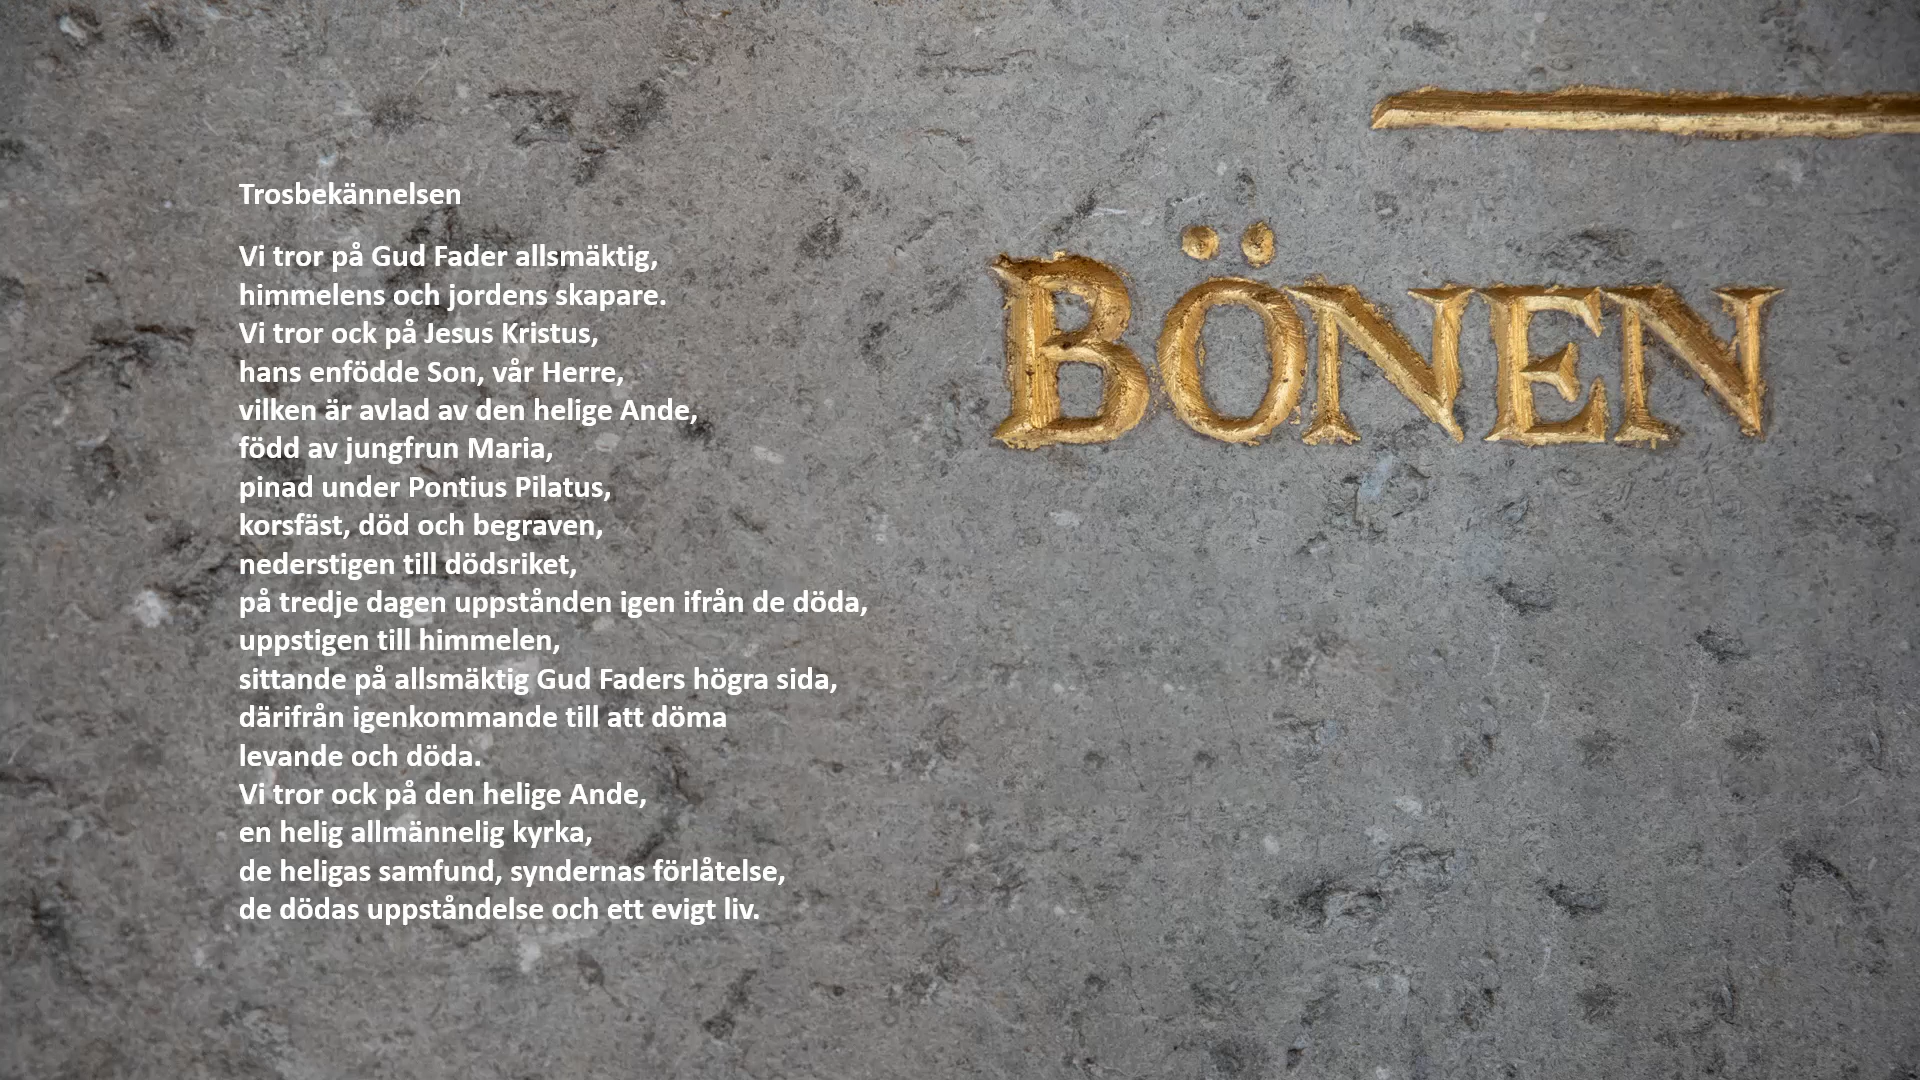 Trosbekännelsen
Vi tror på Gud Fader allsmäktig,
himmelens och jordens skapare.
Vi tror ock på Jesus Kristus,
hans enfödde Son, vår Herre,
vilken är avlad av den helige Ande,
född av jungfrun Maria,
pinad under Pontius Pilatus,
korsfäst, död och begraven,
nederstigen till dödsriket,
på tredje dagen uppstånden igen ifrån de döda,
uppstigen till himmelen,
sittande på allsmäktig Gud Faders högra sida,
därifrån igenkommande till att döma
levande och döda.
Vi tror ock på den helige Ande,
en helig allmännelig kyrka,
de heligas samfund, syndernas förlåtelse,
de dödas uppståndelse och ett evigt liv.
BÖNEN